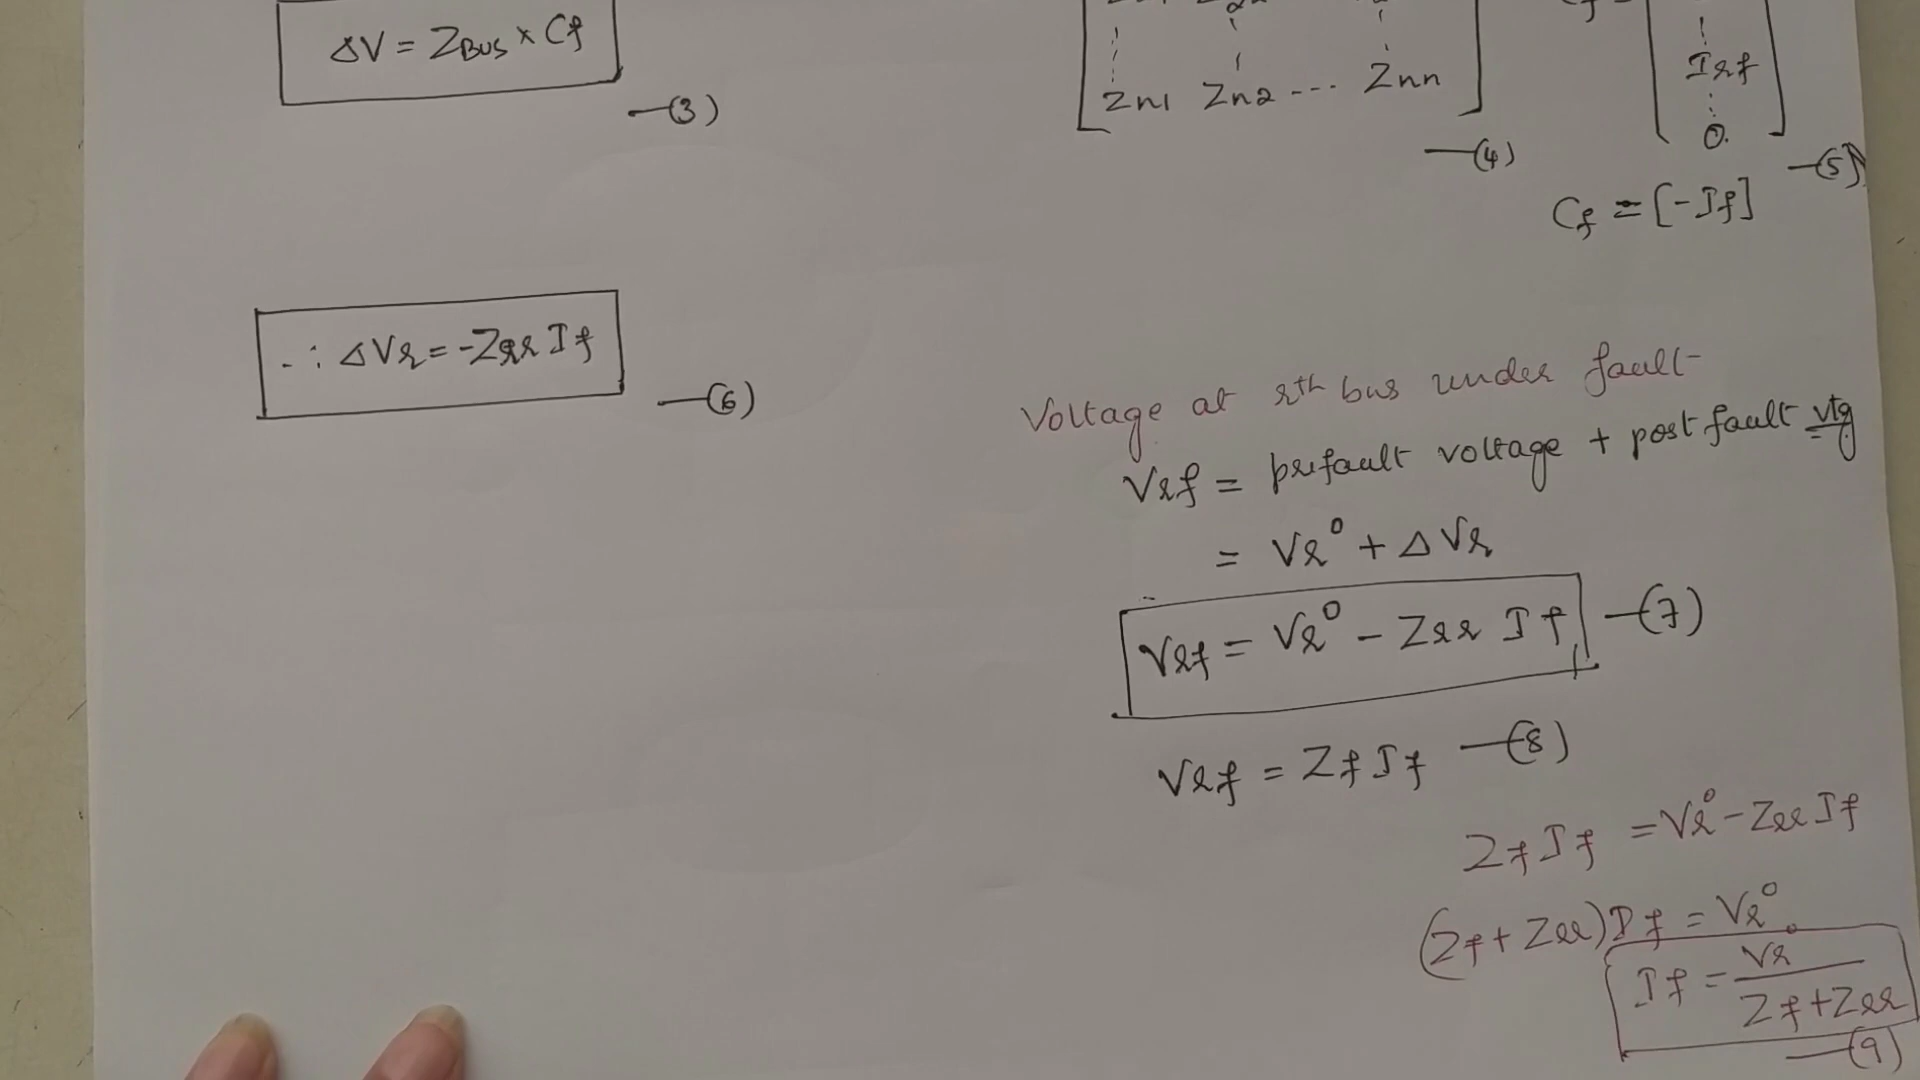 ΔV = ZBUS × Cf
—(3)
Zn1 Zn2 --- Znn
—(4)
Irf
0.
—(5)
Cf = [-If]
∴ ΔVr = -Zrr If
—(6)
Voltage at rth bus under fault-
Vrf = prefault voltage + post fault vtg
= Vr⁰ + ΔVr
Vrf = Vr⁰ - Zrr If —(7)
Vrf = Zf If —(8)
Zf If = Vr⁰ - Zrr If
(Zf + Zrr) If = Vr⁰
If = Vr⁰ / Zf + Zrr
—(9)